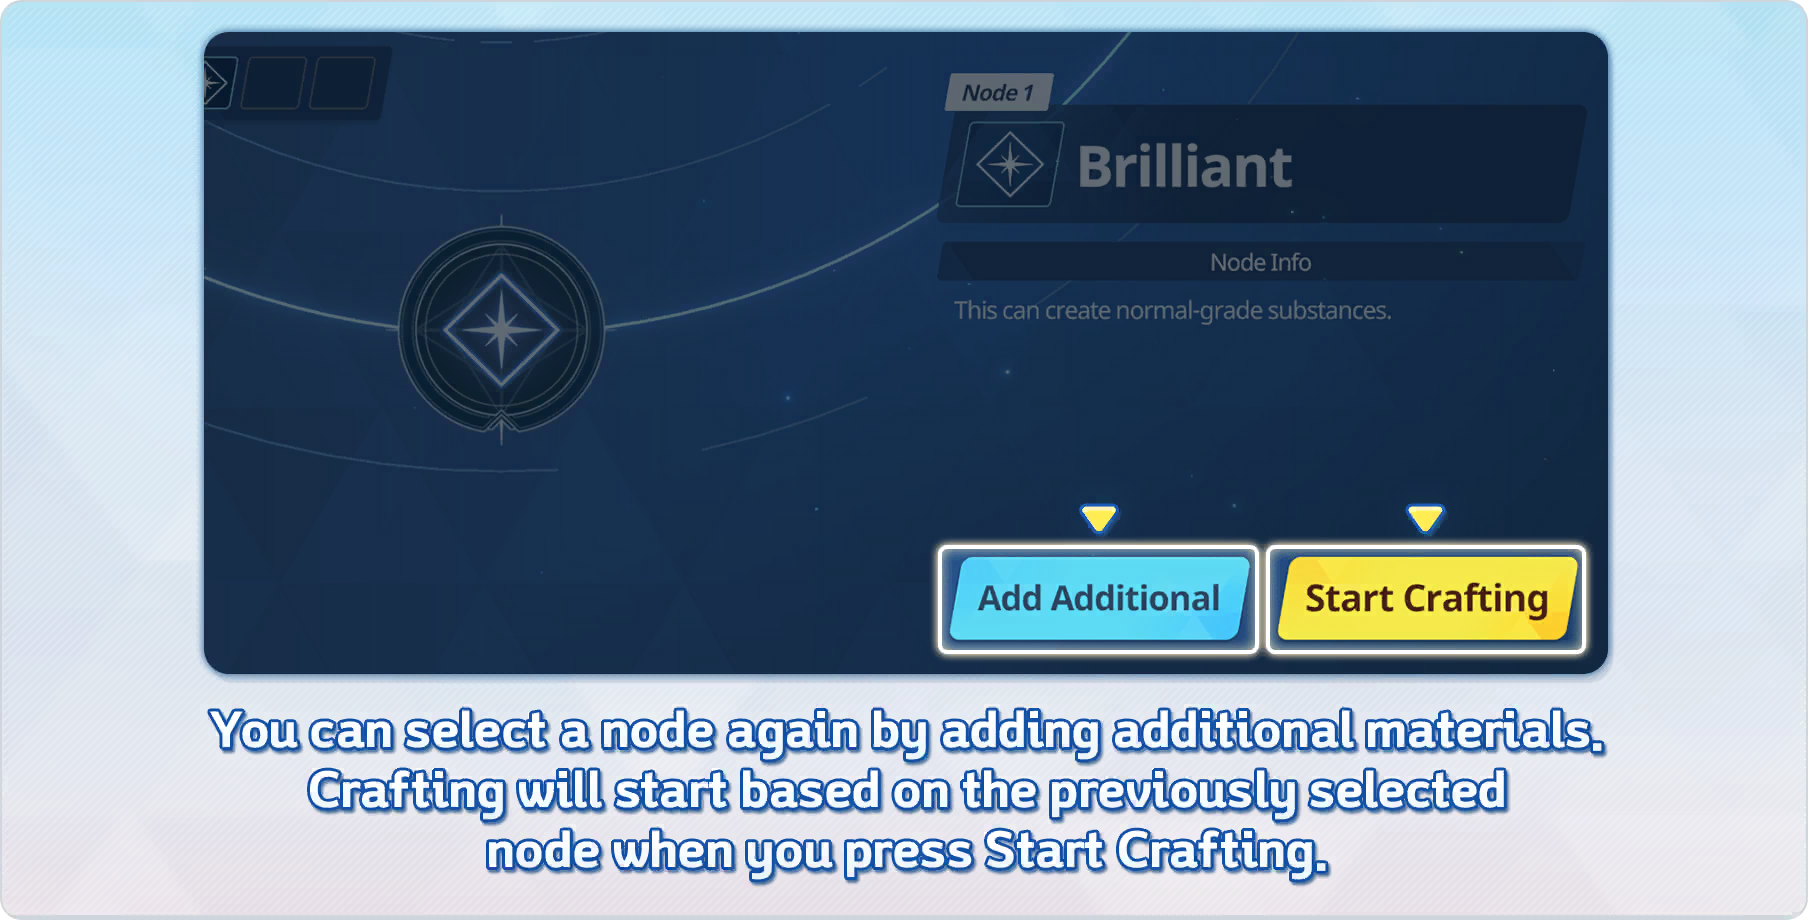 Node 1
Brilliant
Node Info
This can create normal-grade substances.
Add Additional
Start Crafting
You can select a node again by adding additional materials.
Crafting will start based on the previously selected
node when you press Start Crafting.